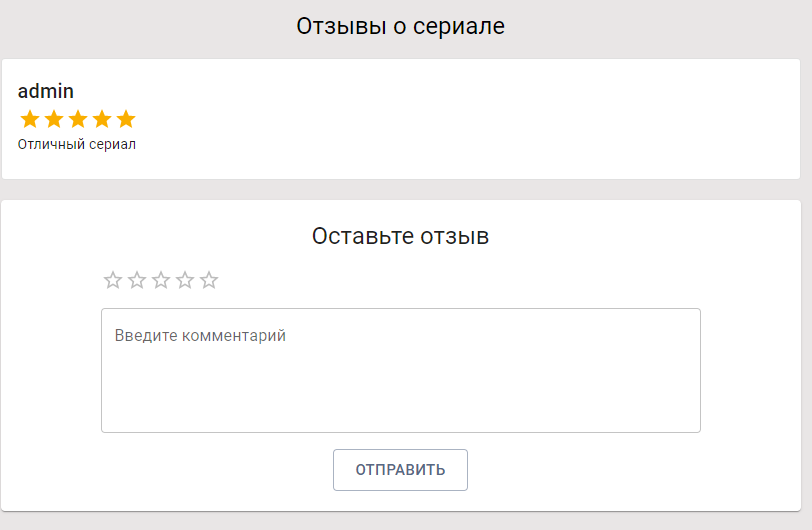 Отзывы о сериале
admin
Отличный сериал
Оставьте отзыв
Введите комментарий
ОТПРАВИТЬ